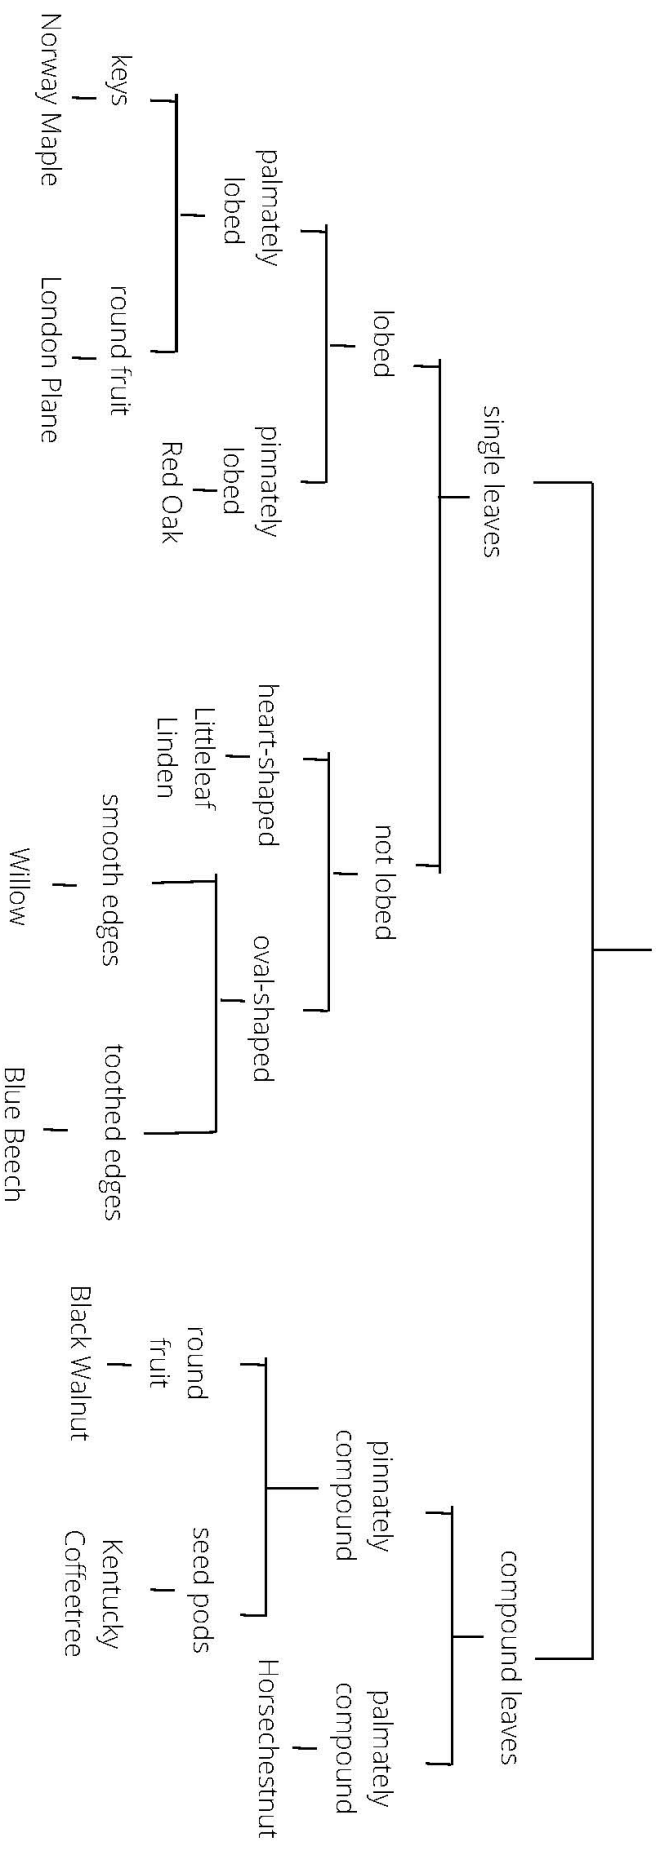 single leaves
compound leaves
lobed
not lobed
pinnately
compound
palmately
compound
palmately
lobed
pinnately
lobed
heart-shaped
oval-shaped
round
fruit
seed pods
Horsechestnut
keys
round fruit
Red Oak
Littleleaf
Linden
smooth edges
toothed edges
Black Walnut
Kentucky
Coffeetree
Norway Maple
London Plane
Willow
Blue Beech